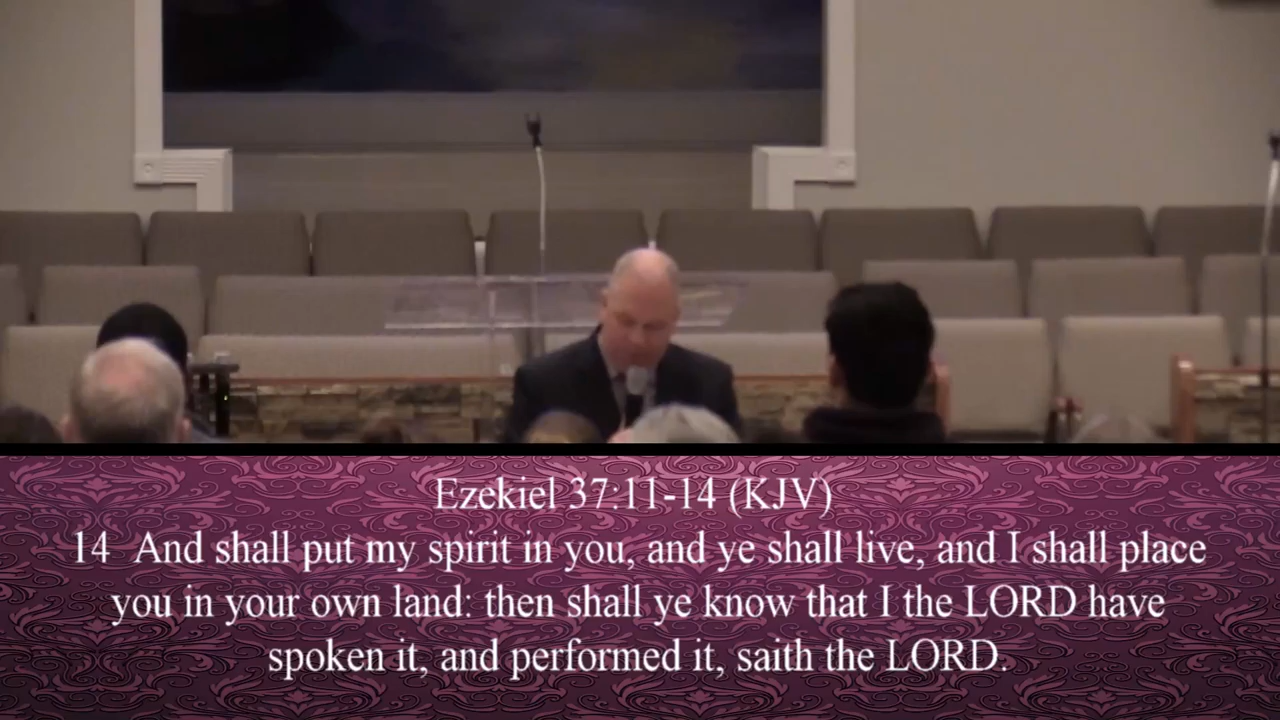 Ezekiel 37:11-14 (KJV)
14 And shall put my spirit in you, and ye shall live, and I shall place
you in your own land: then shall ye know that I the LORD have
spoken it, and performed it, saith the LORD.